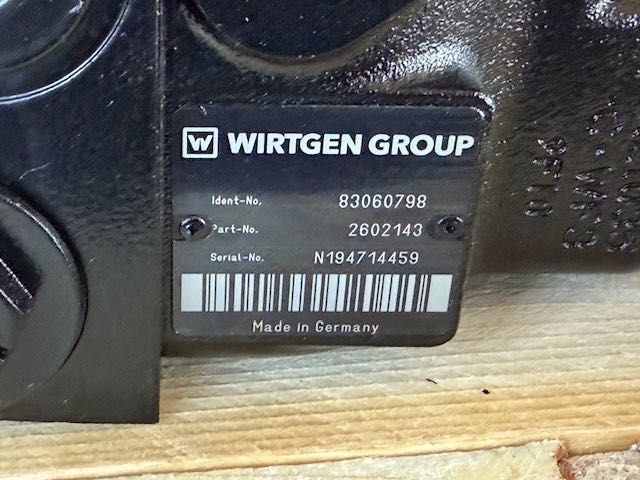 W WIRTGEN GROUP
Ident-No. 83060798
Part-No. 2602143
Serial-No. N194714459
Made in Germany